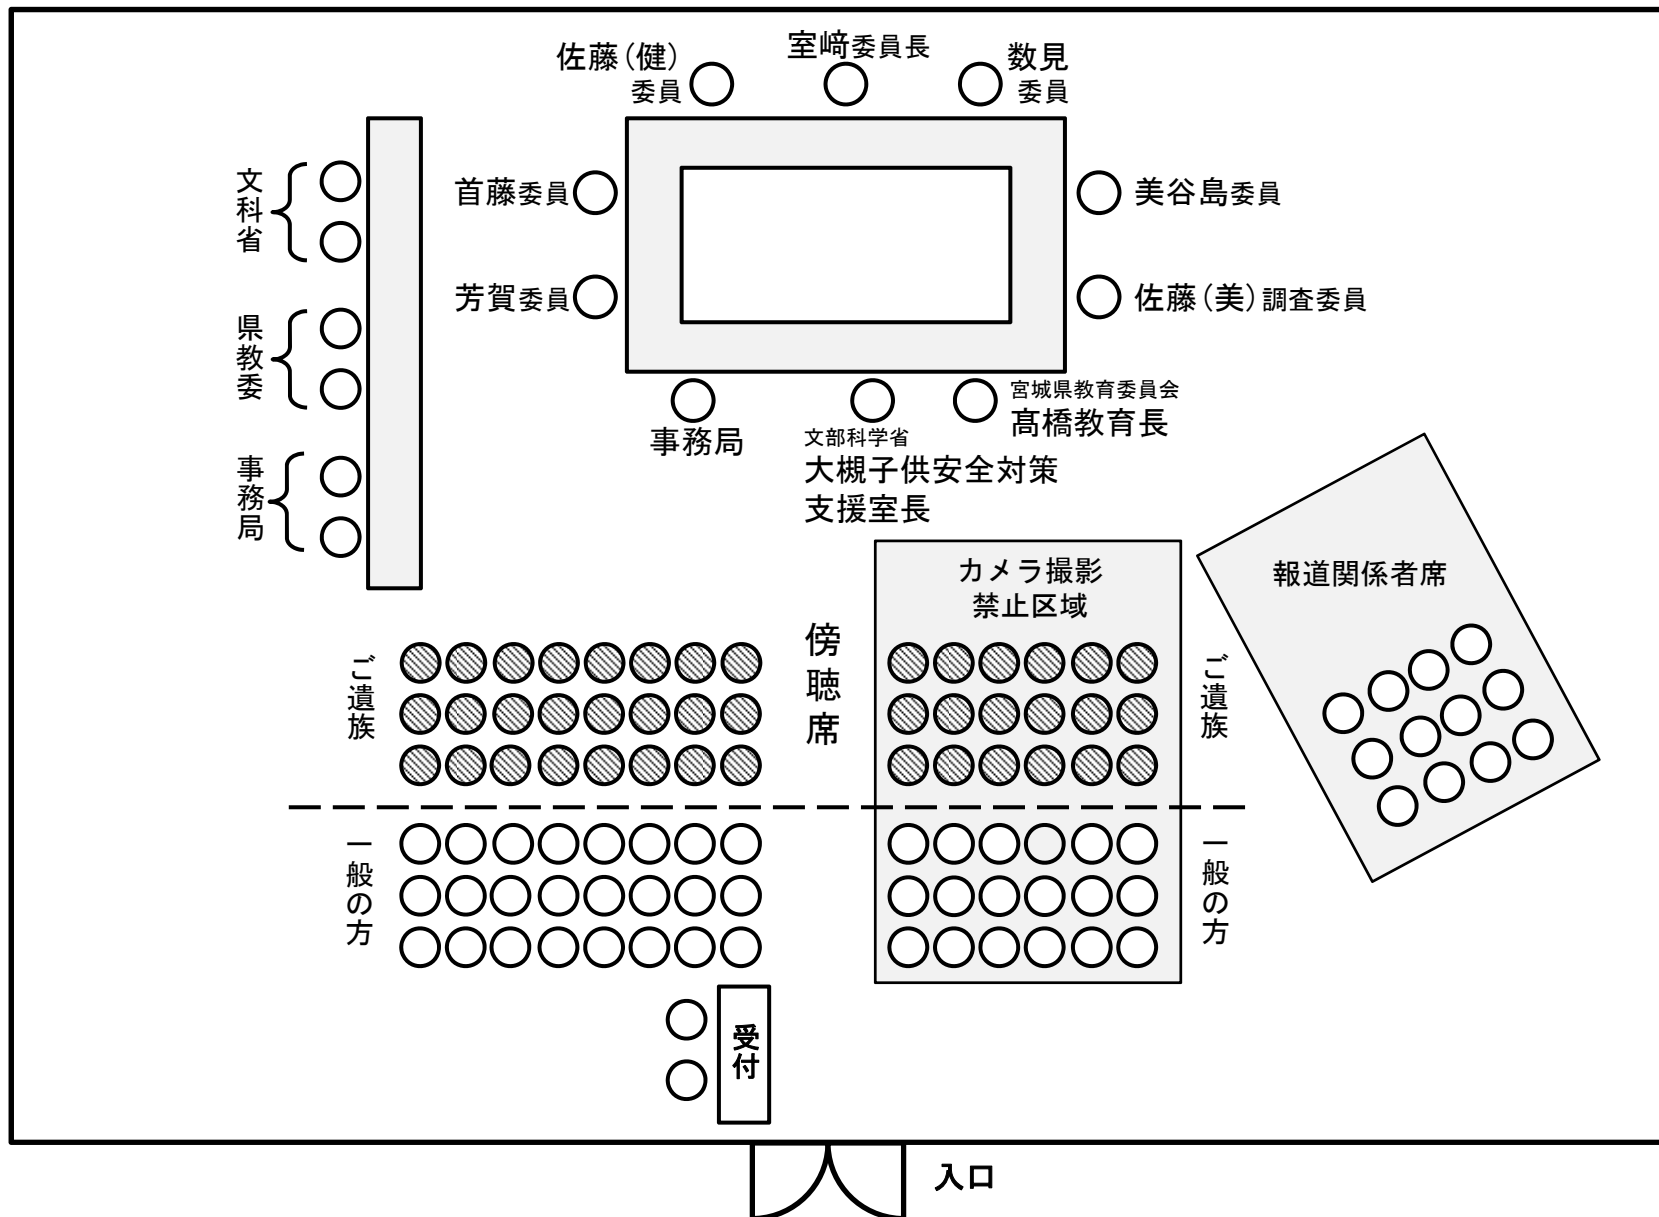 室﨑委員長
佐藤(健)
委員
数見
委員
首藤委員
美谷島委員
芳賀委員
佐藤(美)調査委員
文科省
県教委
事務局
事務局
文部科学省
大槻子供安全対策
支援室長
宮城県教育委員会
髙橋教育長
カメラ撮影
禁止区域
報道関係者席
傍聴席
ご遺族
ご遺族
一般の方
一般の方
受付
入口